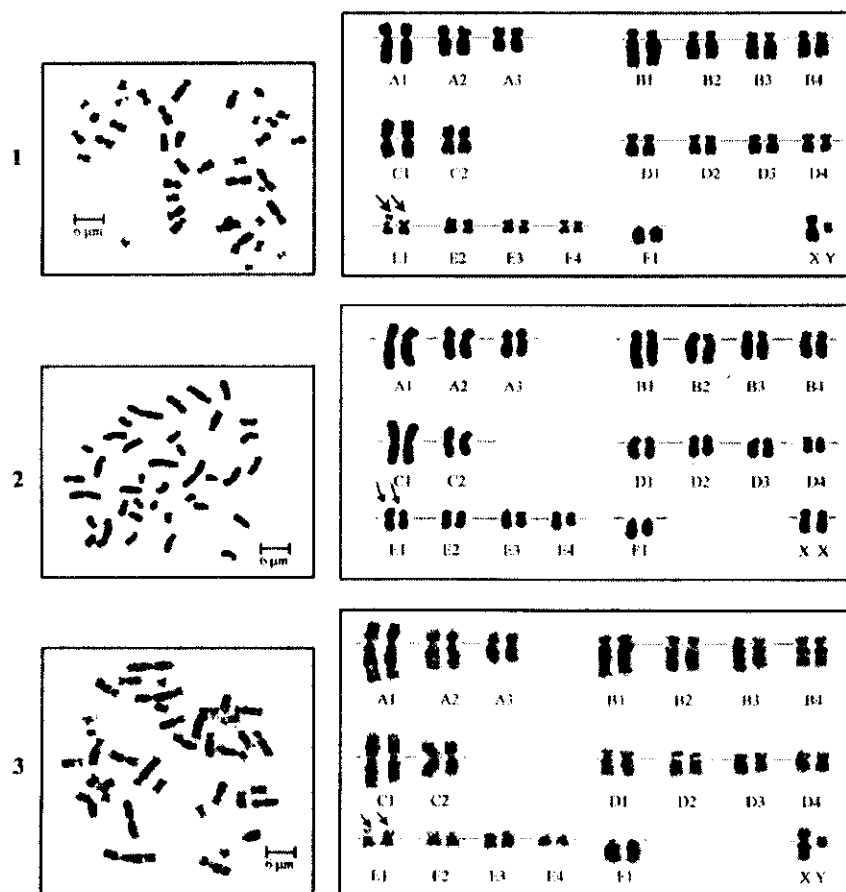 A1 A2 A3 B1 B2 B3 B4
1
6 µm
C1 C2 D1 D2 D3 D4
E1 E2 E3 E4 F1 X Y
A1 A2 A3 B1 B2 B3 B4
2
6 µm
C1 C2 D1 D2 D3 D4
E1 E2 E3 E4 F1 X X
A1 A2 A3 B1 B2 B3 B4
3
6 µm
C1 C2 D1 D2 D3 D4
E1 E2 E3 E4 F1 X Y